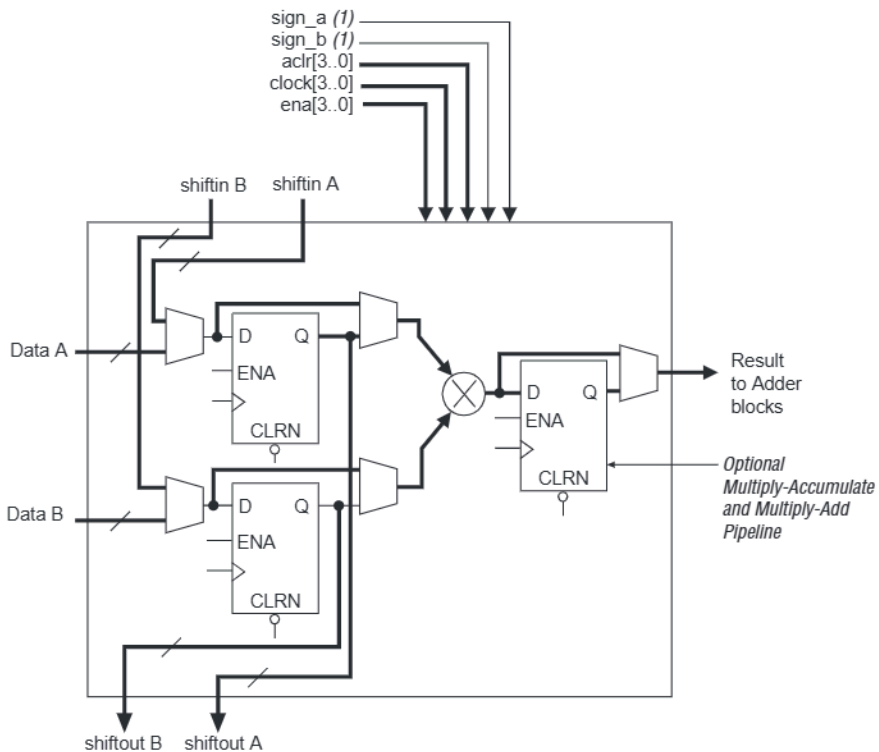 sign_a (1)
sign_b (1)
aclr[3..0]
clock[3..0]
ena[3..0]
shiftin B
shiftin A
Data A
D
Q
ENA
CLRN
Data B
D
Q
ENA
CLRN
D
Q
ENA
CLRN
Result
to Adder
blocks
Optional
Multiply-Accumulate
and Multiply-Add
Pipeline
shiftout B
shiftout A